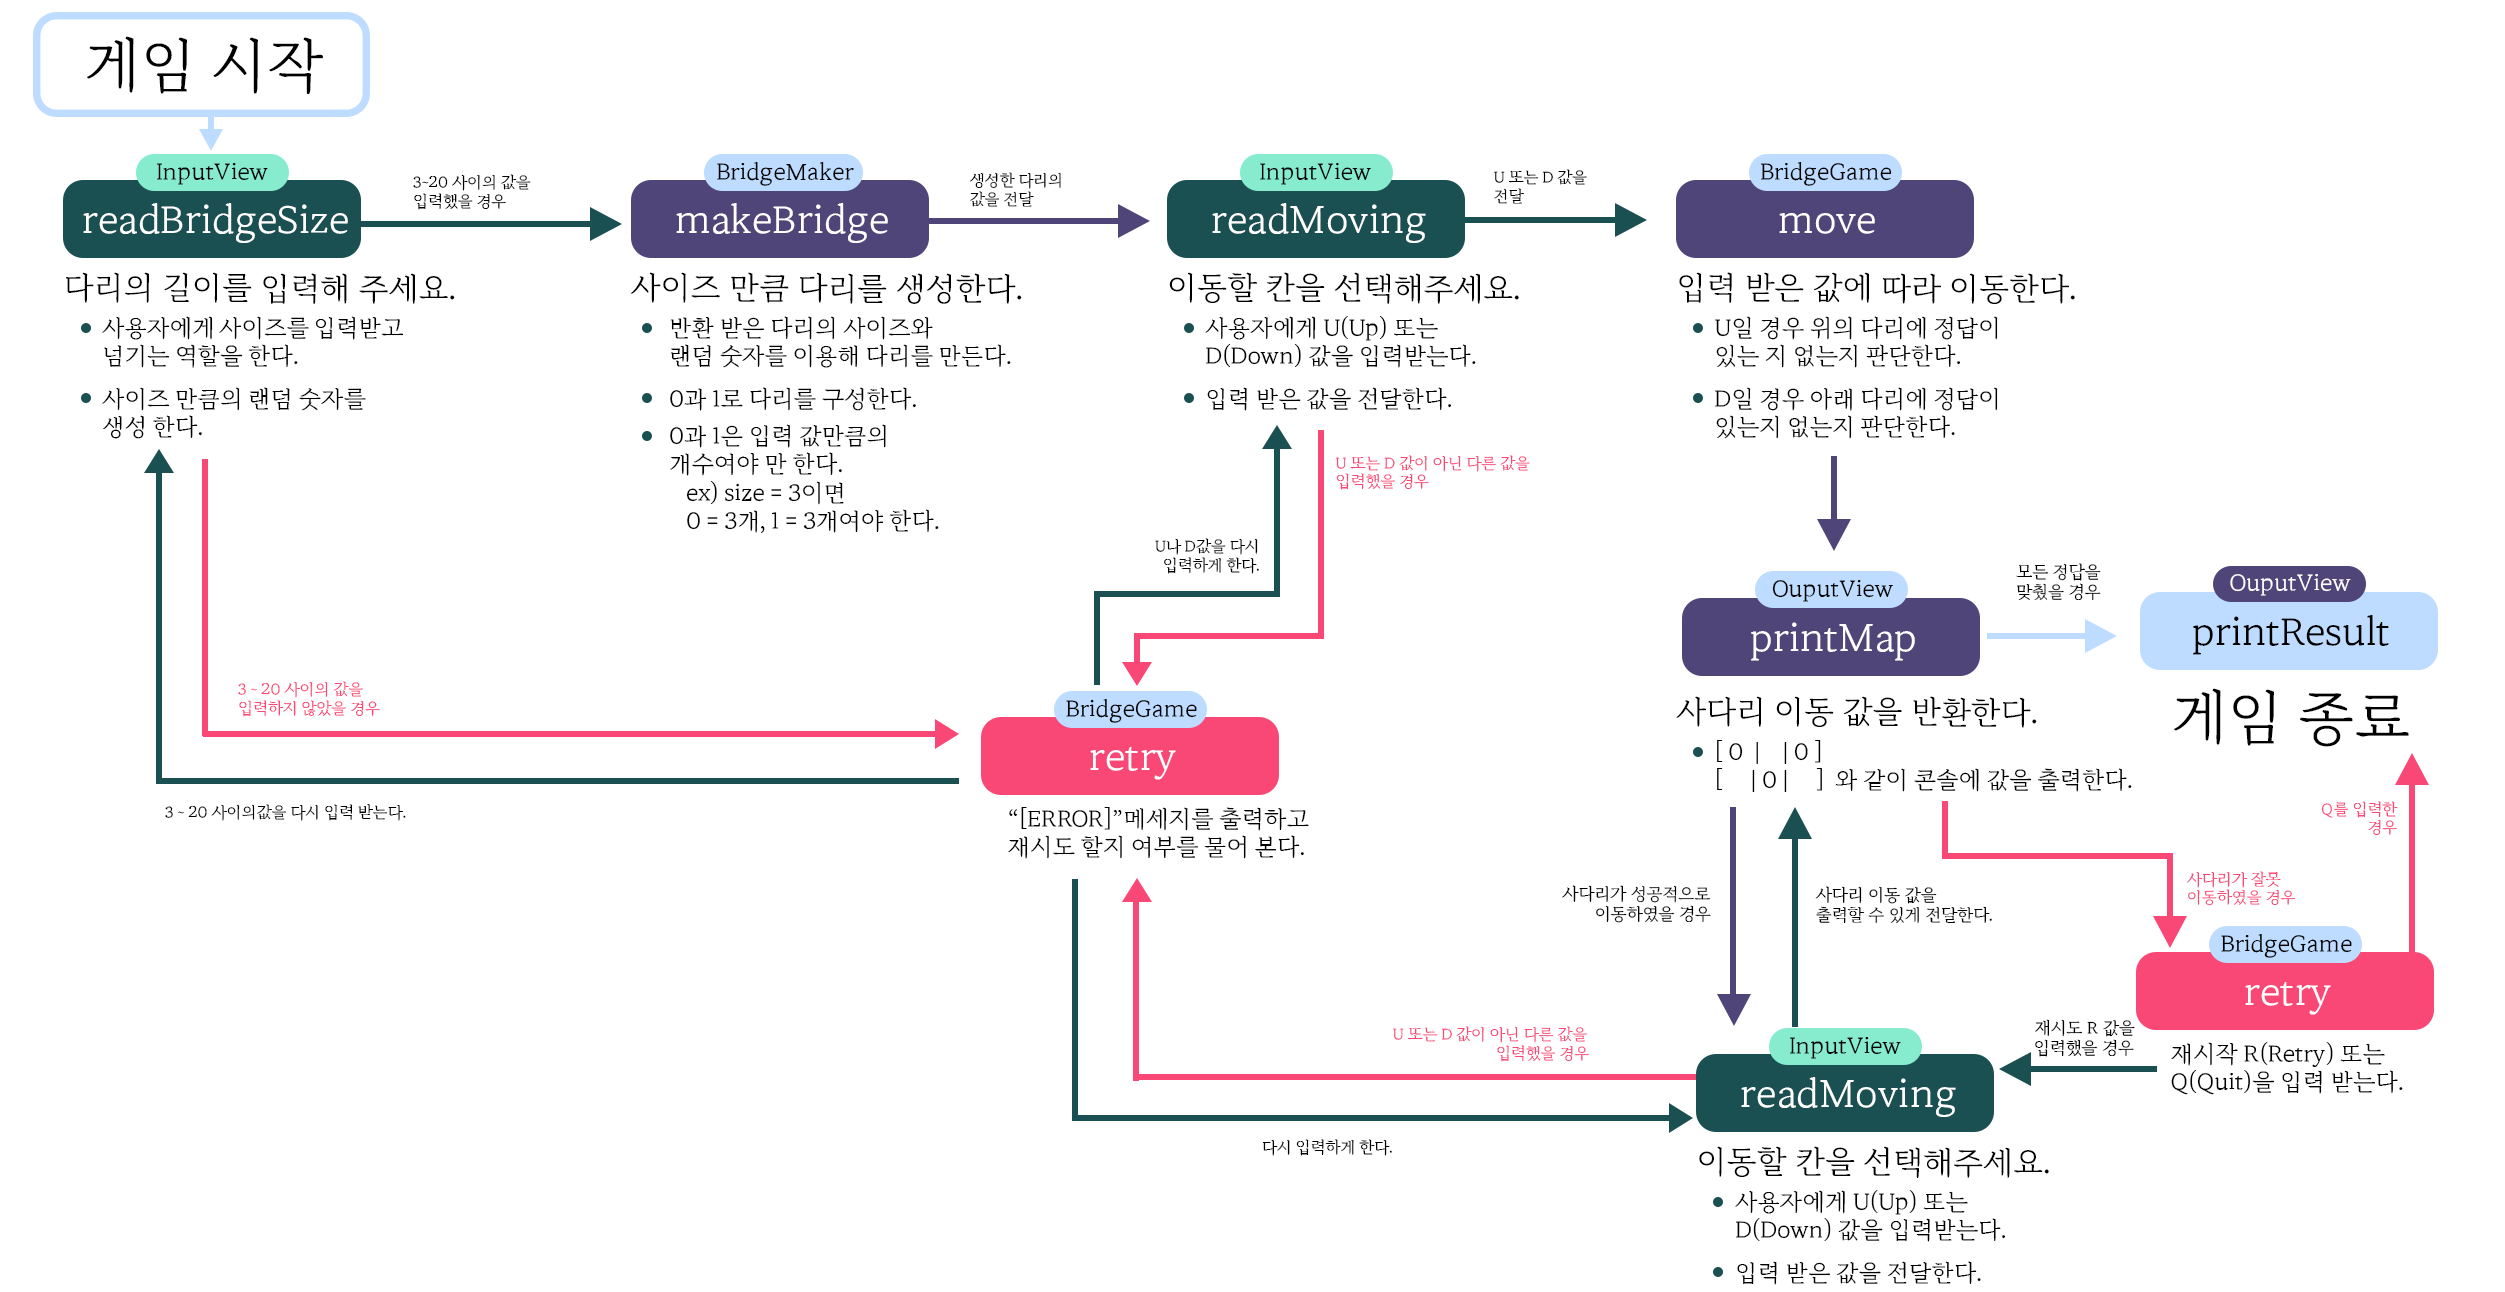 게임 시작
InputView
readBridgeSize
다리의 길이를 입력해 주세요.
사용자에게 사이즈를 입력받고
넘기는 역할을 한다.
사이즈 만큼의 랜덤 숫자를
생성 한다.
3~20 사이의 값을
입력했을 경우
BridgeMaker
makeBridge
사이즈 만큼 다리를 생성한다.
반환 받은 다리의 사이즈와
랜덤 숫자를 이용해 다리를 만든다.
0과 1로 다리를 구성한다.
0과 1은 입력 값만큼의
개수여야 만 한다.
ex) size = 3이면
0 = 3개, 1 = 3개여야 한다.
생성한 다리의
값을 전달
InputView
readMoving
이동할 칸을 선택해주세요.
사용자에게 U(Up) 또는
D(Down) 값을 입력받는다.
입력 받은 값을 전달한다.
U 또는 D 값을
전달
BridgeGame
move
입력 받은 값에 따라 이동한다.
U일 경우 위의 다리에 정답이
있는 지 없는지 판단한다.
D일 경우 아래 다리에 정답이
있는지 없는지 판단한다.
U 또는 D 값이 아닌 다른 값을
입력했을 경우
U나 D값을 다시
입력하게 한다.
3 ~ 20 사이의 값을
입력하지 않았을 경우
3 ~ 20 사이의값을 다시 입력 받는다.
BridgeGame
retry
“[ERROR]”메세지를 출력하고
재시도 할지 여부를 물어 본다.
OuputView
printMap
사다리 이동 값을 반환한다.
[ O |   | O ]
[   | O |   ] 와 같이 콘솔에 값을 출력한다.
모든 정답을
맞췄을 경우
OuputView
printResult
게임 종료
Q를 입력한
경우
사다리가 잘못
이동하였을 경우
사다리가 성공적으로
이동하였을 경우
사다리 이동 값을
출력할 수 있게 전달한다.
BridgeGame
retry
재시작 R(Retry) 또는
Q(Quit)을 입력 받는다.
재시도 R 값을
입력했을 경우
U 또는 D 값이 아닌 다른 값을
입력했을 경우
다시 입력하게 한다.
InputView
readMoving
이동할 칸을 선택해주세요.
사용자에게 U(Up) 또는
D(Down) 값을 입력받는다.
입력 받은 값을 전달한다.